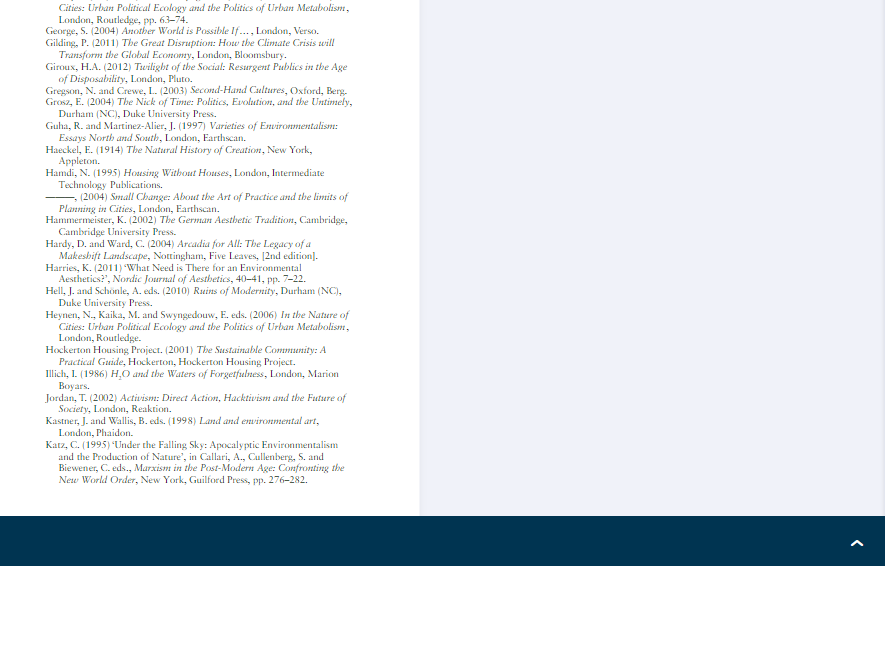 Cities: Urban Political Ecology and the Politics of Urban Metabolism,
London, Routledge, pp. 63–74.
George, S. (2004) Another World is Possible If …, London, Verso.
Gilding, P. (2011) The Great Disruption: How the Climate Crisis will
Transform the Global Economy, London, Bloomsbury.
Giroux, H.A. (2012) Twilight of the Social: Resurgent Publics in the Age
of Disposability, London, Pluto.
Gregson, N. and Crewe, L. (2003) Second-Hand Cultures, Oxford, Berg.
Grosz, E. (2004) The Nick of Time: Politics, Evolution, and the Untimely,
Durham (NC), Duke University Press.
Guha, R. and Martinez-Alier, J. (1997) Varieties of Environmentalism:
Essays North and South, London, Earthscan.
Haeckel, E. (1914) The Natural History of Creation, New York,
Appleton.
Hamdi, N. (1995) Housing Without Houses, London, Intermediate
Technology Publications.
———, (2004) Small Change: About the Art of Practice and the limits of
Planning in Cities, London, Earthscan.
Hammermeister, K. (2002) The German Aesthetic Tradition, Cambridge,
Cambridge University Press.
Hardy, D. and Ward, C. (2004) Arcadia for All: The Legacy of a
Makeshift Landscape, Nottingham, Five Leaves, [2nd edition].
Harries, K. (2011) ‘What Need is There for an Environmental
Aesthetics?’, Nordic Journal of Aesthetics, 40–41, pp. 7–22.
Hell, J. and Schönle, A. eds. (2010) Ruins of Modernity, Durham (NC),
Duke University Press.
Heynen, N., Kaika, M. and Swyngedouw, E. eds. (2006) In the Nature of
Cities: Urban Political Ecology and the Politics of Urban Metabolism,
London, Routledge.
Hockerton Housing Project. (2001) The Sustainable Community: A
Practical Guide, Hockerton, Hockerton Housing Project.
Illich, I. (1986) H₂O and the Waters of Forgetfulness, London, Marion
Boyars.
Jordan, T. (2002) Activism: Direct Action, Hacktivism and the Future of
Society, London, Reaktion.
Kastner, J. and Wallis, B. eds. (1998) Land and environmental art,
London, Phaidon.
Katz, C. (1995) ‘Under the Falling Sky: Apocalyptic Environmentalism
and the Production of Nature’, in Callari, A., Cullenberg, S. and
Biewener, C. eds., Marxism in the Post-Modern Age: Confronting the
New World Order, New York, Guilford Press, pp. 276–282.